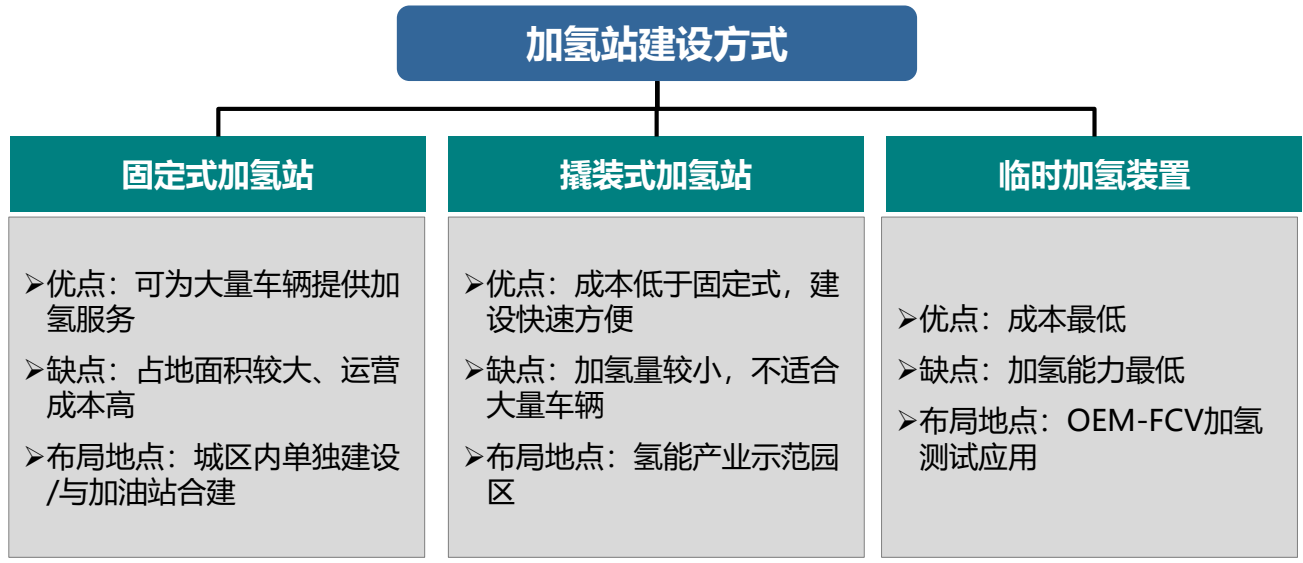 加氢站建设方式
固定式加氢站
➢优点：可为大量车辆提供加
氢服务
➢缺点：占地面积较大、运营
成本高
➢布局地点：城区内单独建设
/与加油站合建
撬装式加氢站
➢优点：成本低于固定式，建
设快速方便
➢缺点：加氢量较小，不适合
大量车辆
➢布局地点：氢能产业示范园
区
临时加氢装置
➢优点：成本最低
➢缺点：加氢能力最低
➢布局地点：OEM-FCV加氢
测试应用